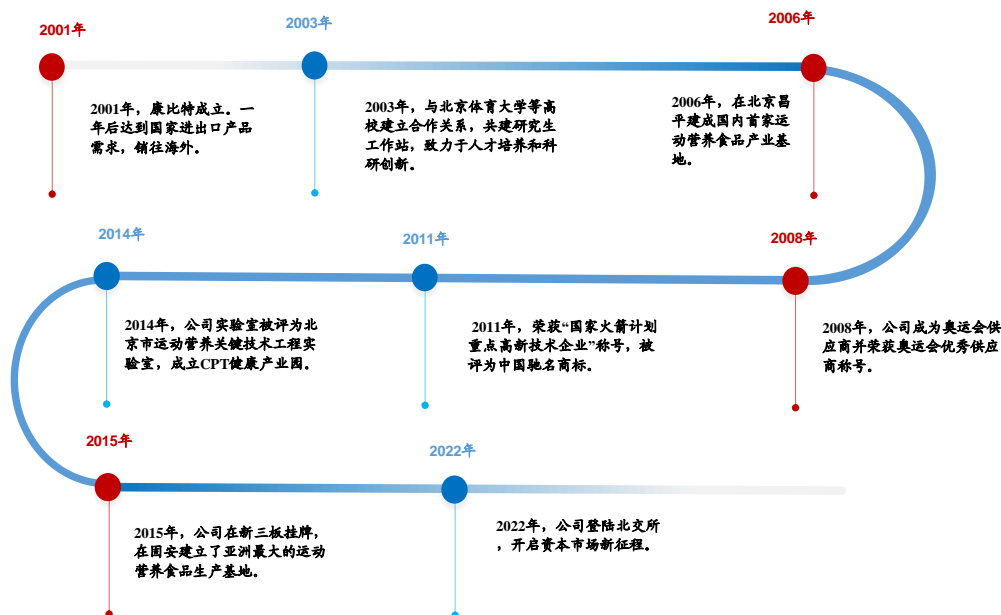 2001年
2003年
2006年
2001年，康比特成立。一
年后达到国家进出口产品
需求，销往海外。
2003年，与北京体育大学等高
校建立合作关系，共建研究生
工作站，致力于人才培养和科
研创新。
2006年，在北京昌
平建成国内首家运
动营养食品产业基
地。
2014年
2011年
2008年
2014年，公司实验室被评为北
京市运动营养关键技术工程实
验室，成立CPT健康产业园。
2011年，荣获“国家火箭计划
重点高新技术企业”称号，被
评为中国驰名商标。
2008年，公司成为奥运会供
应商并荣获奥运会优秀供应
商称号。
2015年
2022年
2015年，公司在新三板挂牌，
在固安建立了亚洲最大的运动
营养食品生产基地。
2022年，公司登陆北交所
，开启资本市场新征程。